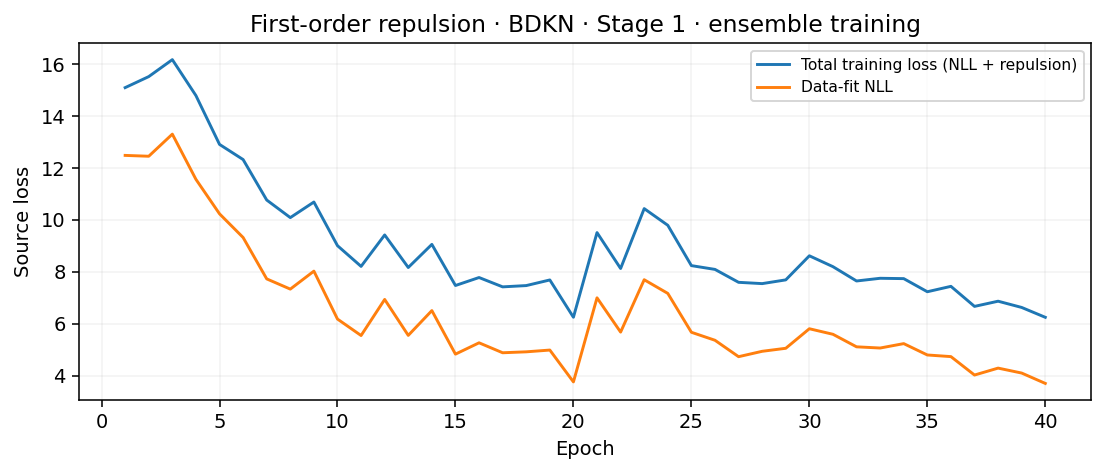 First-order repulsion · BDKN · Stage 1 · ensemble training
Total training loss (NLL + repulsion)
Data-fit NLL
Source loss
16
14
12
10
8
6
4
0 5 10 15 20 25 30 35 40
Epoch